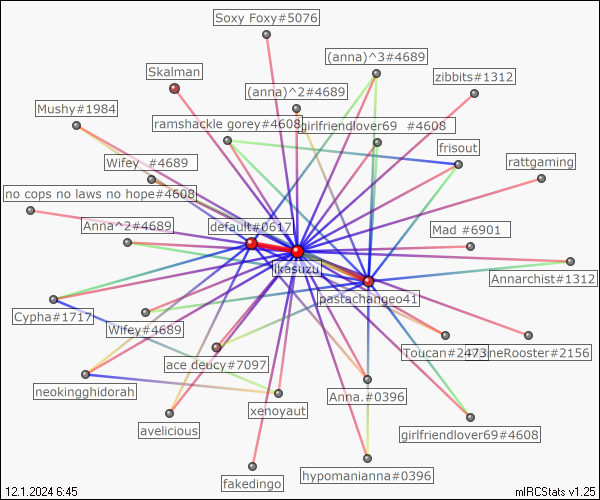 Soxy Foxy#5076
(anna)^3#4689
Skalman
zibbits#1312
(anna)^2#4689
Mushy#1984
ramshackle gorey#4608
girlfriendlover69 #4608
frisout
Wifey #4689
rattgaming
no cops no laws no hope#4608
Anna^2#4689
default#0617
Mad #6901
likasuzu
Annarchist#1312
pastachangeo41
Cypha#1717
Wifey#4689
Toucan#2473
neRooster#2156
ace deucy#7097
neokingghidorah
Anna.#0396
xenoyaut
avelicious
girlfriendlover69#4608
fakedingo
hypomanianna#0396
12.1.2024 6:45
mIRCStats v1.25